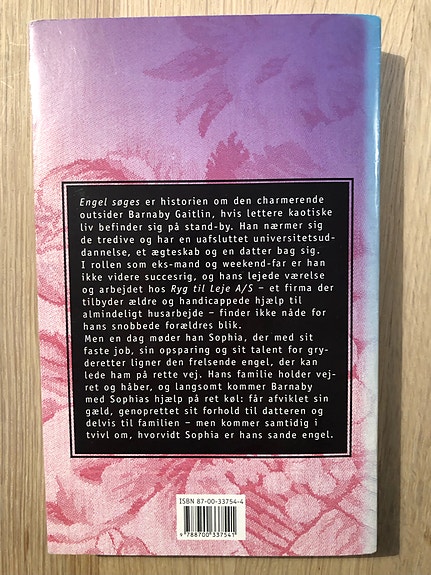 Engel søges er historien om den charmerende
outsider Barnaby Gaitlin, hvis lettere kaotiske
liv befinder sig på stand-by. Han nærmer sig
de tredive og har en uafsluttet universitetsud-
dannelse, et ægteskab og en datter bag sig.
I rollen som eks-mand og weekend-far er han
ikke videre succesrig, og hans lejede værelse
og arbejdet hos Ryg til Leje A/S – et firma der
tilbyder ældre og handicappede hjælp til
almindeligt husarbejde – finder ikke nåde for
hans snobbede forældres blik.
Men en dag møder han Sophia, der med sit
faste job, sin opsparing og sit talent for gry-
deretter ligner den frelsende engel, der kan
lede ham på rette vej. Hans familie holder vej-
ret og håber, og langsomt kommer Barnaby
med Sophias hjælp på ret køl: får afviklet sin
gæld, genoprettet sit forhold til datteren og
delvis til familien – men kommer samtidig i
tvivl om, hvorvidt Sophia er hans sande engel.
ISBN 87-00-33754-4
9 788700 337541